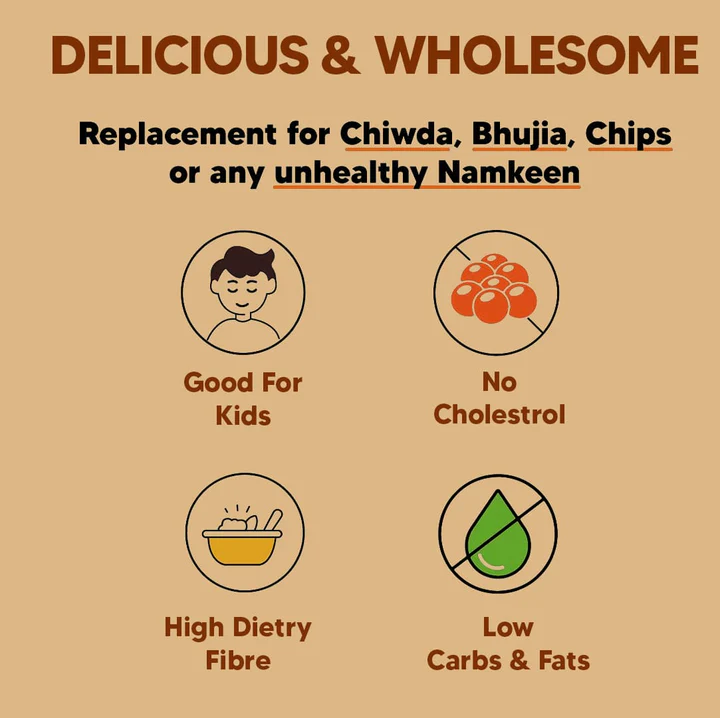 DELICIOUS & WHOLESOME
Replacement for Chiwda, Bhujia, Chips
or any unhealthy Namkeen
Good For
Kids
No
Cholestrol
High Dietry
Fibre
Low
Carbs & Fats